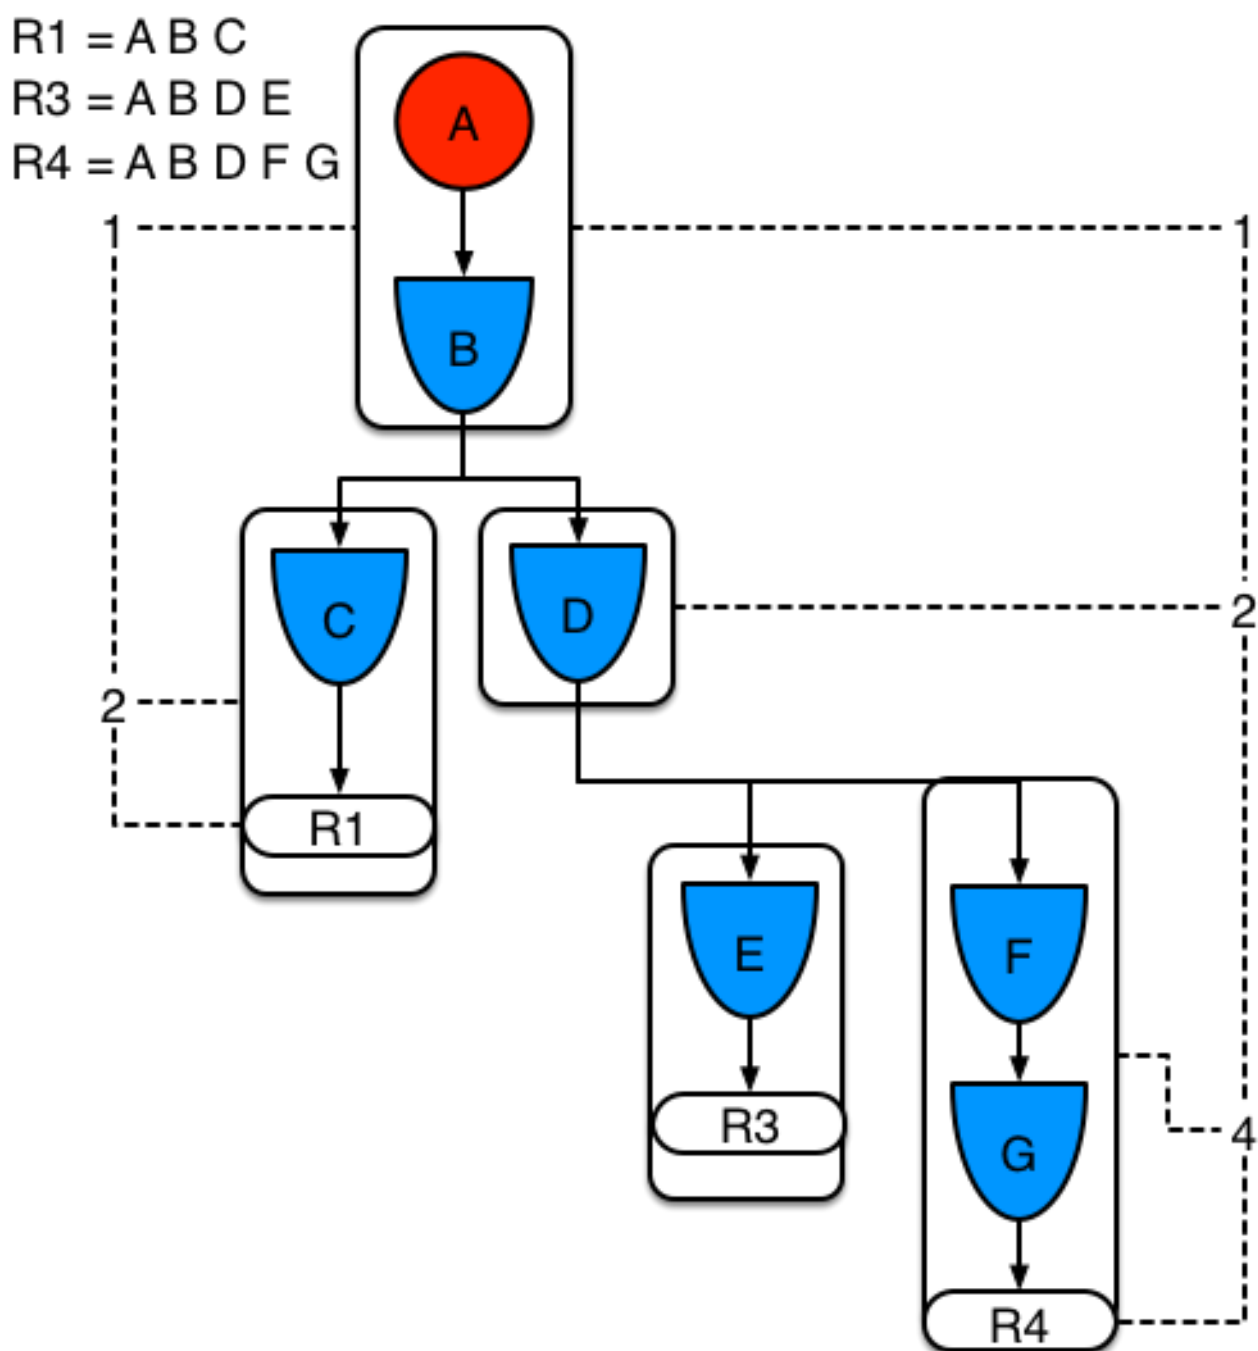 R1 = A B C
R3 = A B D E
R4 = A B D F G
A
1
1
B
C
D
2
2
R1
E
F
R3
4
G
R4